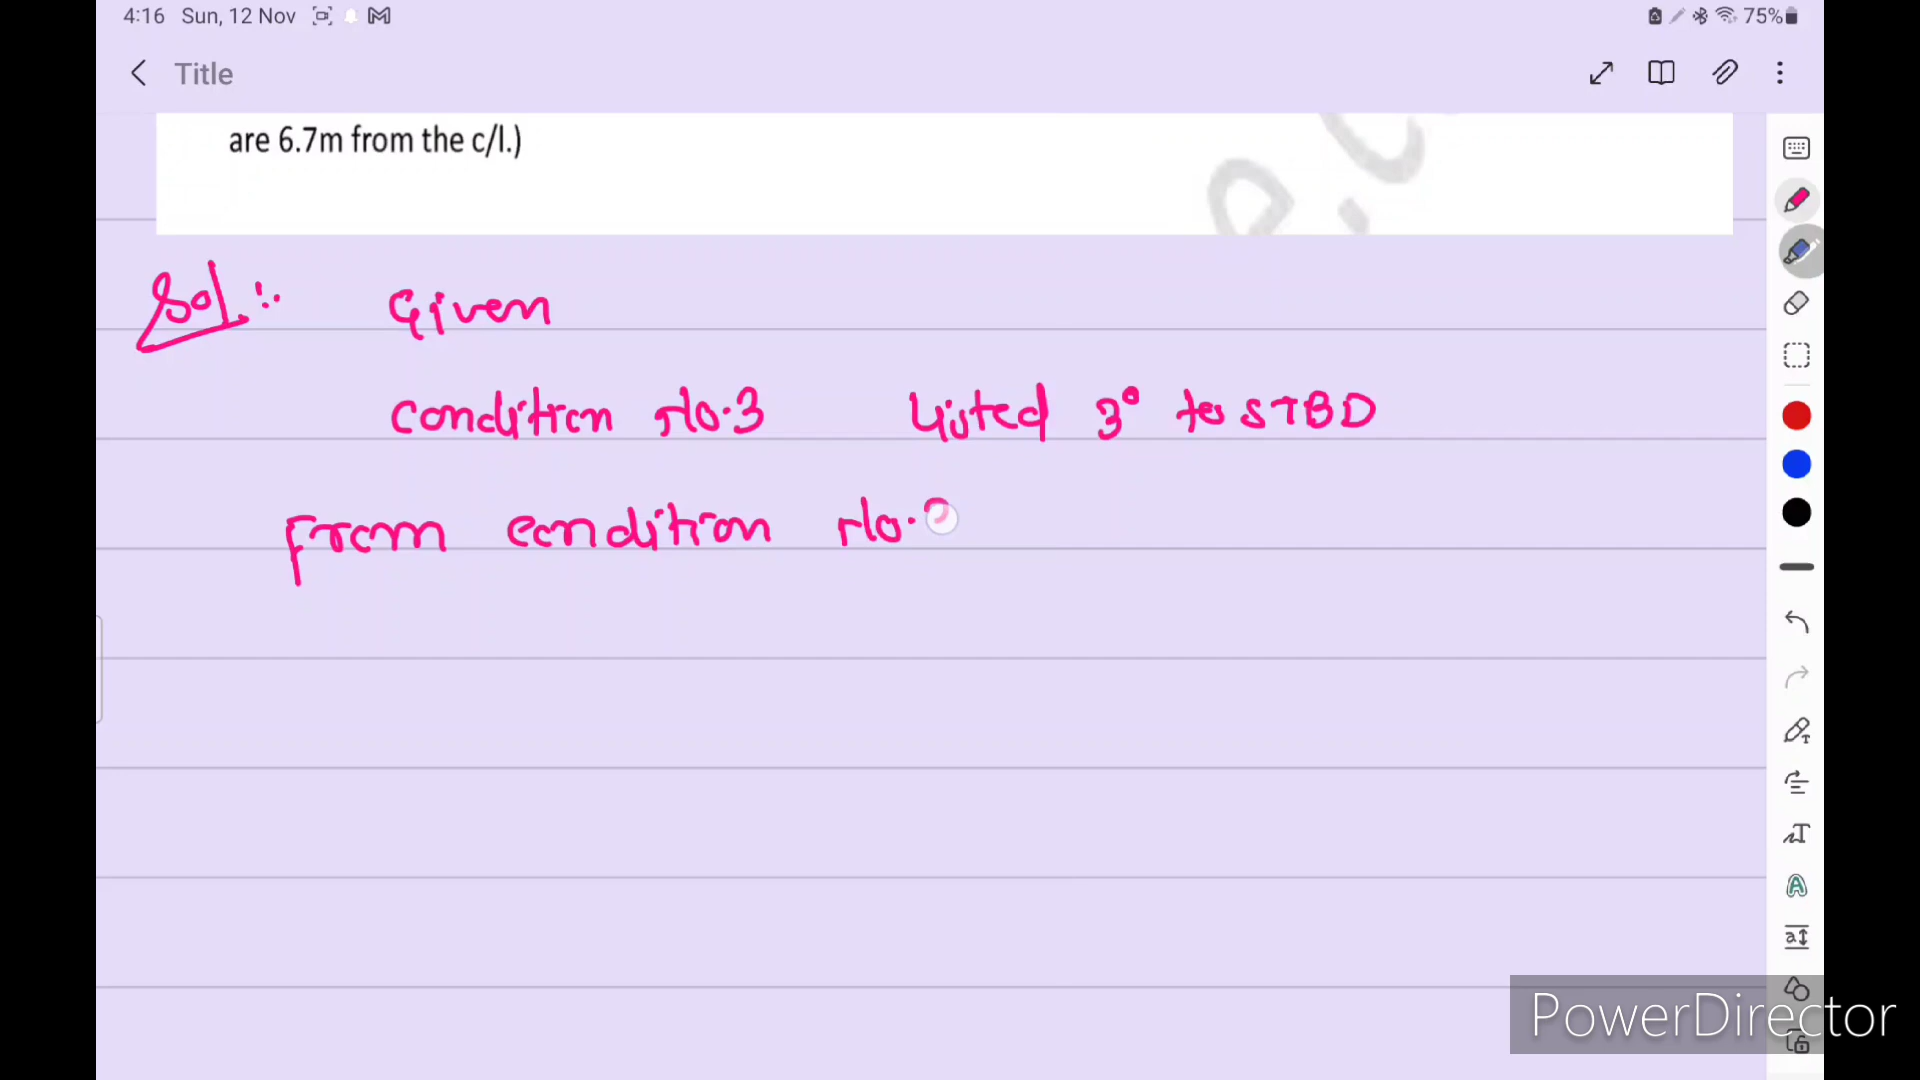 4:16 Sun, 12 Nov 75%
Title
are 6.7m from the c/l.)
Sol :- Given
condition No.3 Listed 3° to STBD
From condition No.
PowerDirector